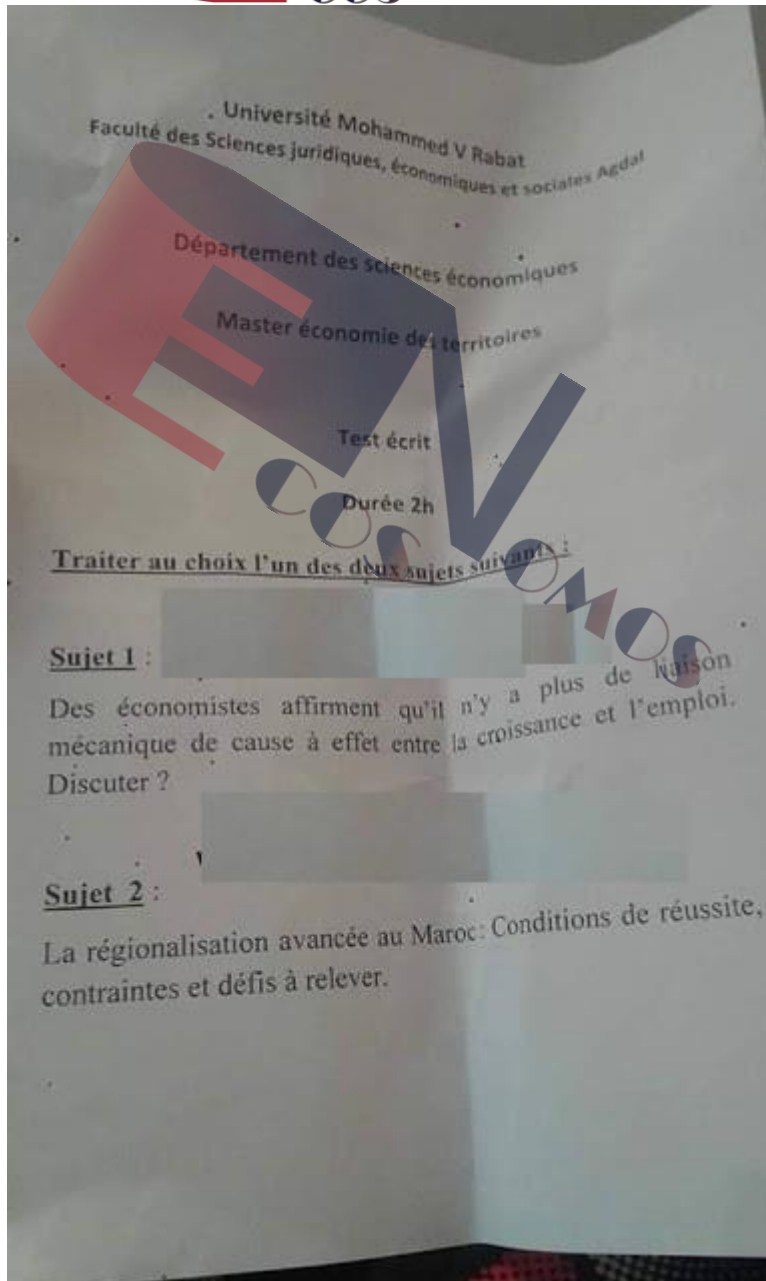 Université Mohammed V Rabat
Faculté des Sciences juridiques, économiques et sociales Agdal
Département des sciences économiques
Master économie des territoires
Test écrit
Durée 2h
Traiter au choix l'un des deux sujets suivants :
ECOS NOMOS
Sujet 1 :
Des économistes affirment qu'il n'y a plus de liaison
mécanique de cause à effet entre la croissance et l'emploi.
Discuter ?
Sujet 2 :
La régionalisation avancée au Maroc: Conditions de réussite,
contraintes et défis à relever.